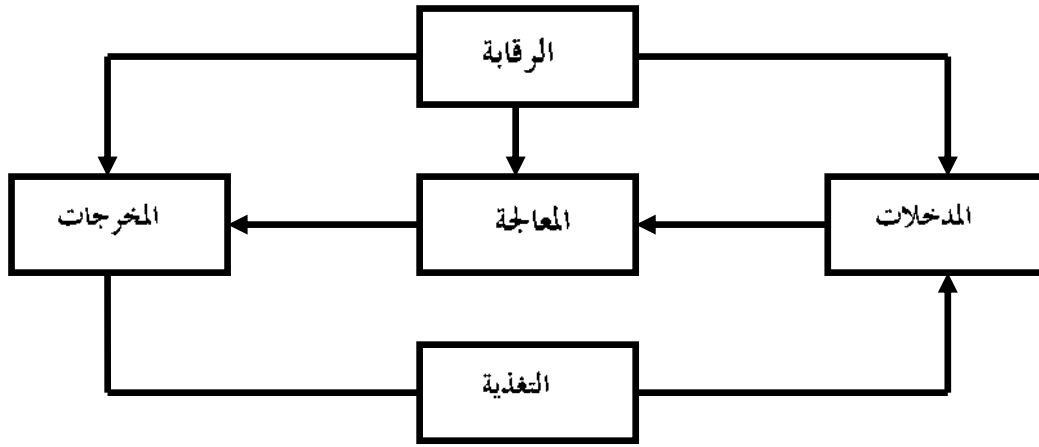 الرقابة
المدخلات
المعالجة
المخرجات
التغذية